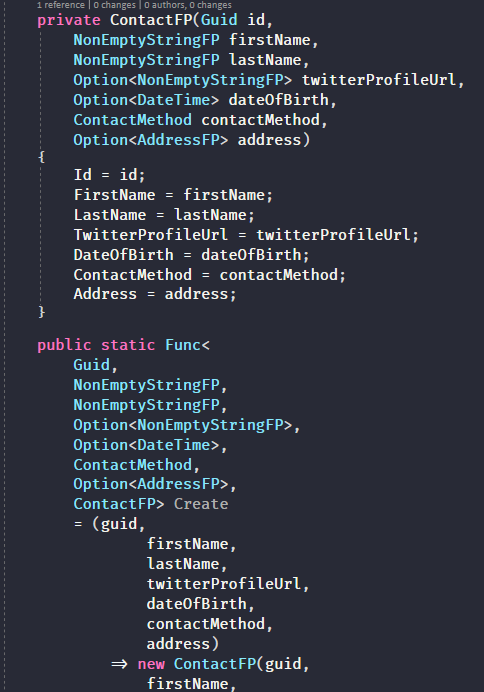 1 reference | 0 changes | 0 authors, 0 changes
private ContactFP(Guid id,
NonEmptyStringFP firstName,
NonEmptyStringFP lastName,
Option<NonEmptyStringFP> twitterProfileUrl,
Option<DateTime> dateOfBirth,
ContactMethod contactMethod,
Option<AddressFP> address)
{
Id = id;
FirstName = firstName;
LastName = lastName;
TwitterProfileUrl = twitterProfileUrl;
DateOfBirth = dateOfBirth;
ContactMethod = contactMethod;
Address = address;
}
public static Func<
Guid,
NonEmptyStringFP,
NonEmptyStringFP,
Option<NonEmptyStringFP>,
Option<DateTime>,
ContactMethod,
Option<AddressFP>,
ContactFP> Create
= (guid,
firstName,
lastName,
twitterProfileUrl,
dateOfBirth,
contactMethod,
address)
=> new ContactFP(guid,
firstName,